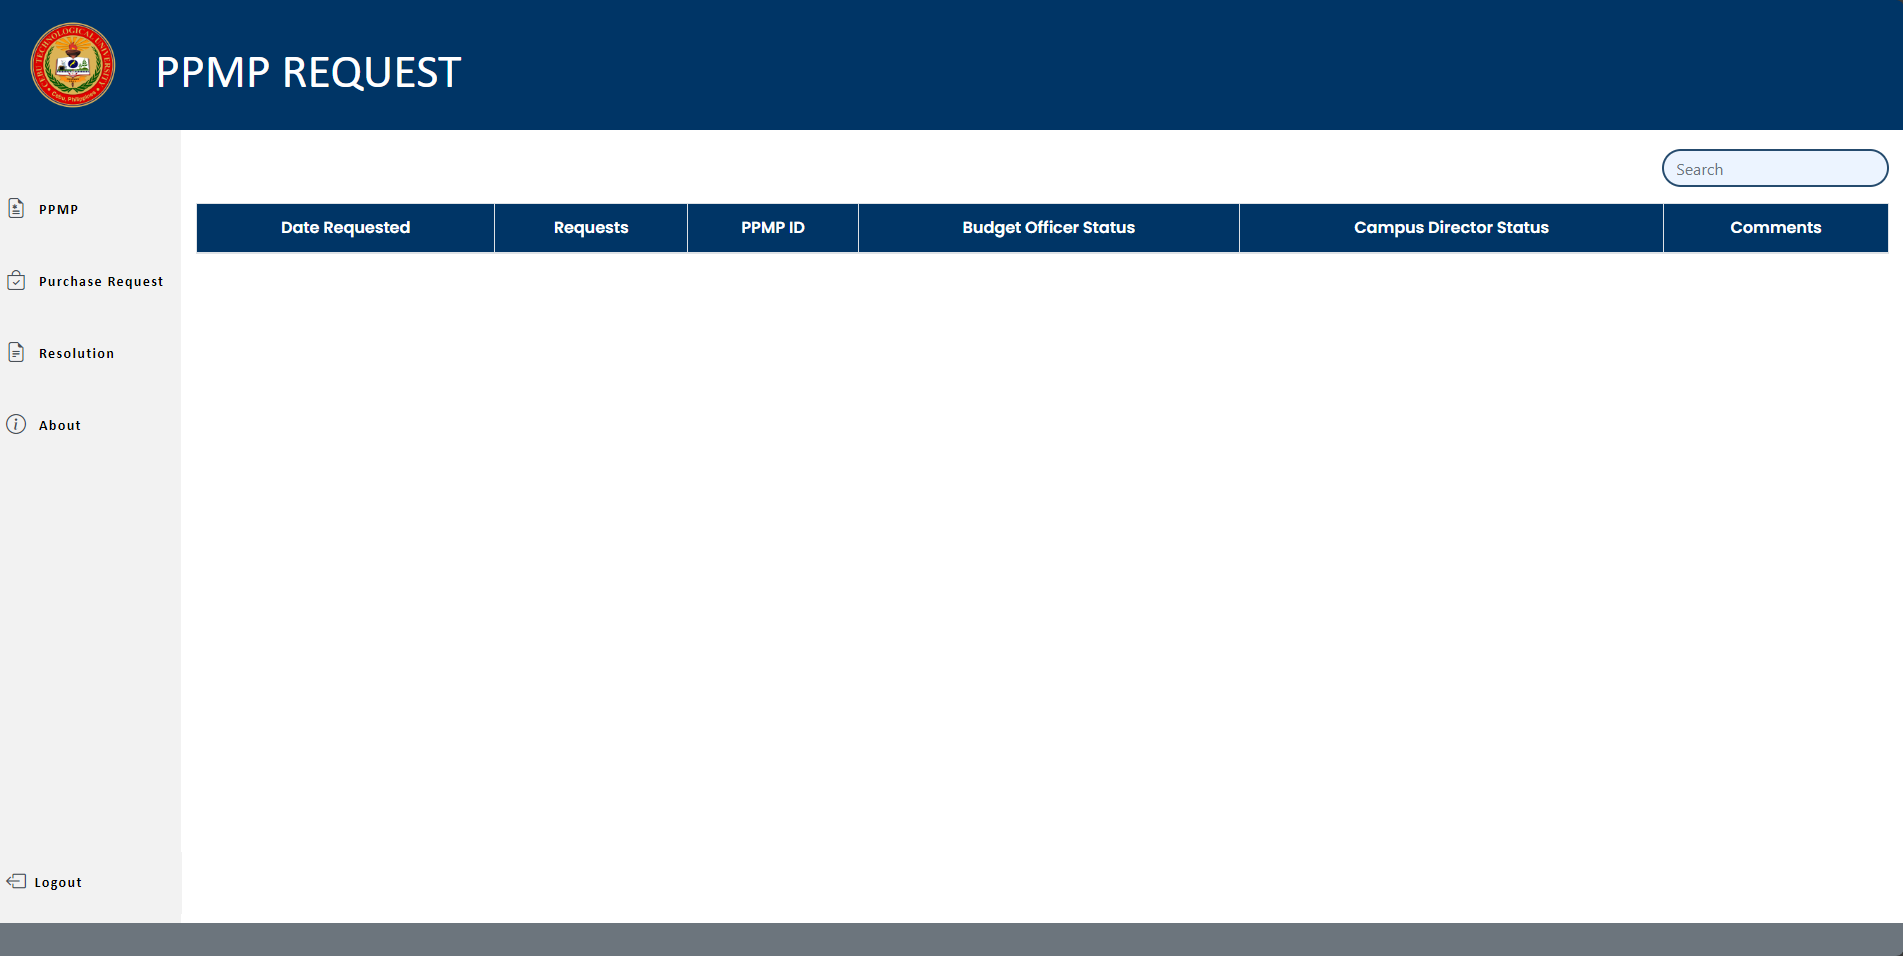 CEBU TECHNOLOGICAL UNIVERSITY
Cebu, Philippines
PPMP REQUEST
Search
PPMP
Purchase Request
Resolution
About
Logout
Date Requested Requests PPMP ID Budget Officer Status Campus Director Status Comments